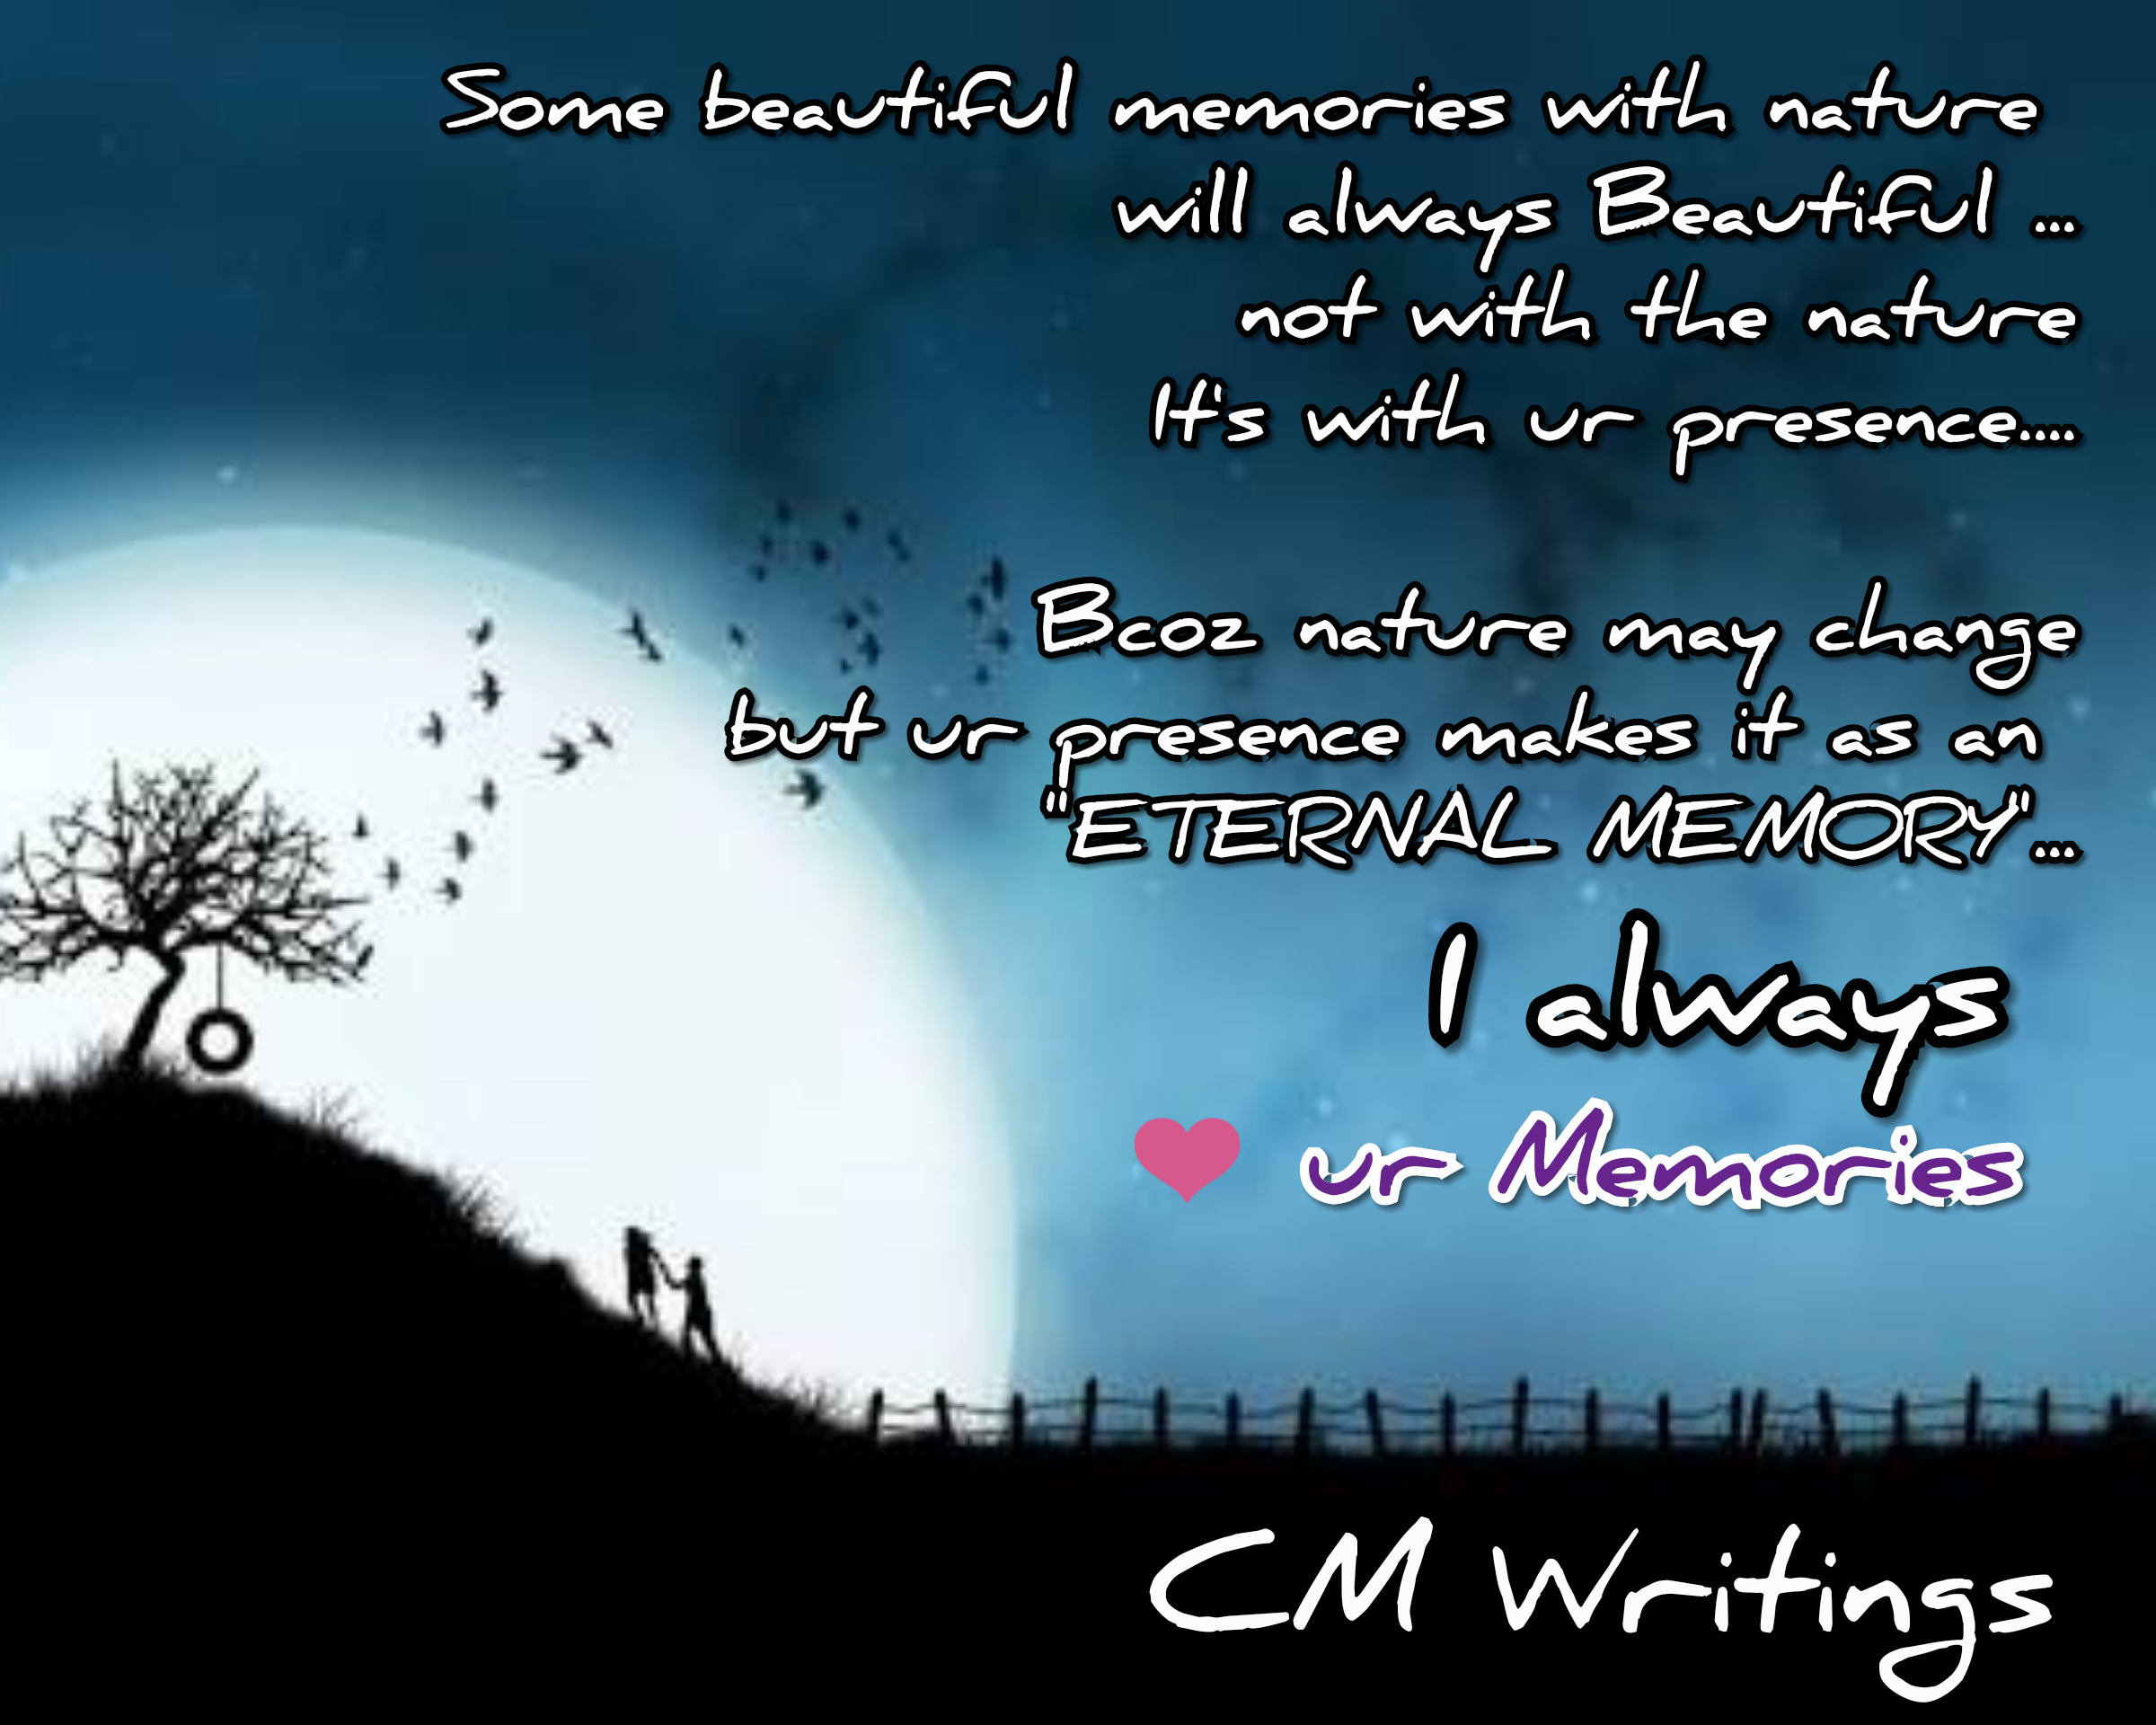 Some beautiful memories with nature
will always Beautiful ...
not with the nature
It's with ur presence....
Bcoz nature may change
but ur presence makes it as an
"ETERNAL MEMORY"...
I always
ur Memories
CM Writings